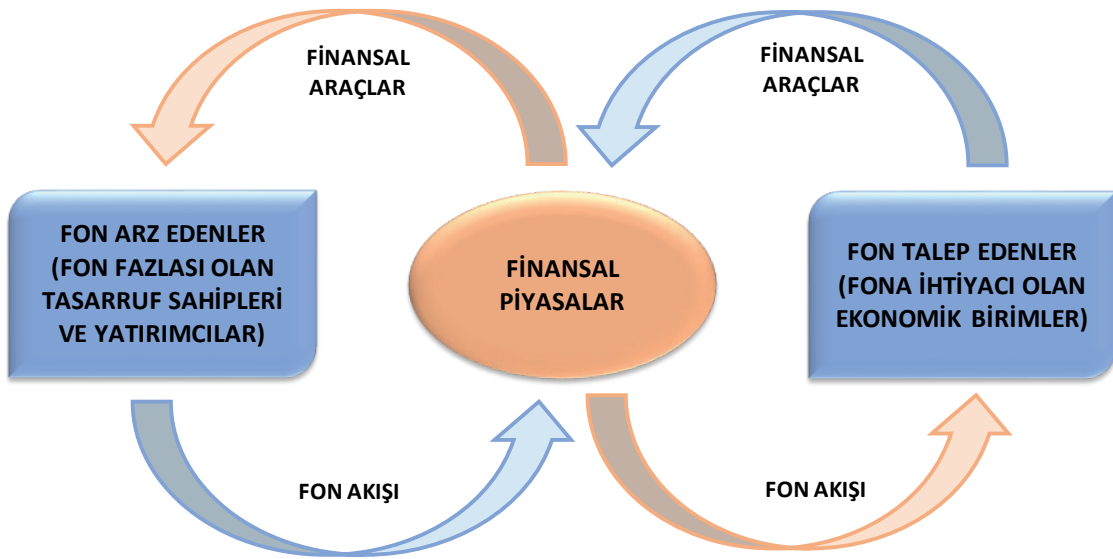 FİNANSAL
ARAÇLAR
FİNANSAL
ARAÇLAR
FON ARZ EDENLER
(FON FAZLASI OLAN
TASARRUF SAHİPLERİ
VE YATIRIMCILAR)
FİNANSAL
PİYASALAR
FON TALEP EDENLER
(FONA İHTİYACI OLAN
EKONOMİK BİRİMLER)
FON AKIŞI
FON AKIŞI